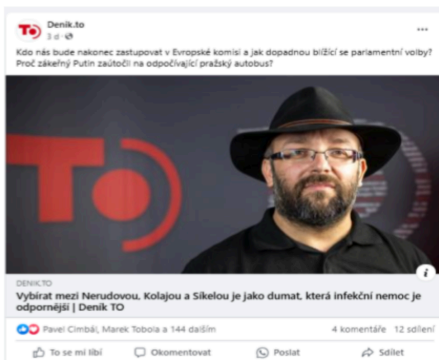 Deník.to
3 d
Kdo nás bude nakonec zastupovat v Evropské komisi a jak dopadnou blížící se parlamentní volby?
Proč zákeřný Putin zaútočil na odpočívající pražský autobus?
TO
DENIK.TO
Vybírat mezi Nerudovou, Kolajou a Síkelou je jako dumat, která infekční nemoc je
odpornější | Deník TO
Pavel Cimbál, Marek Tobola a 144 dalším
4 komentáře 12 sdílení
To se mi líbí
Okomentovat
Poslat
Sdílet